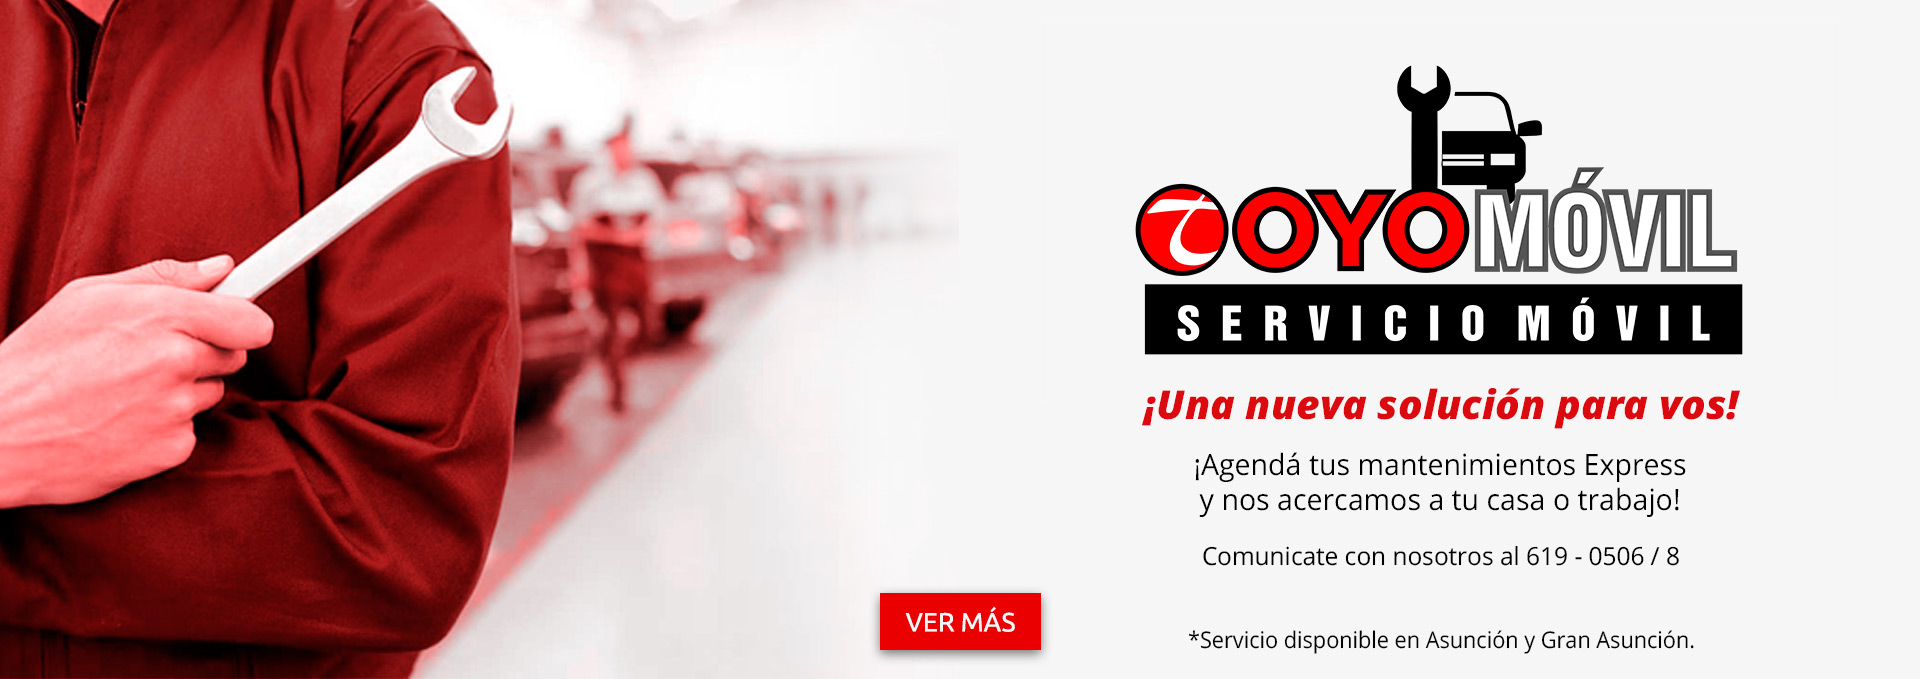 TOYOMÓVIL
SERVICIO MÓVIL
¡Una nueva solución para vos!
¡Agendá tus mantenimientos Express
y nos acercamos a tu casa o trabajo!
Comunicate con nosotros al 619 - 0506 / 8
VER MÁS
*Servicio disponible en Asunción y Gran Asunción.